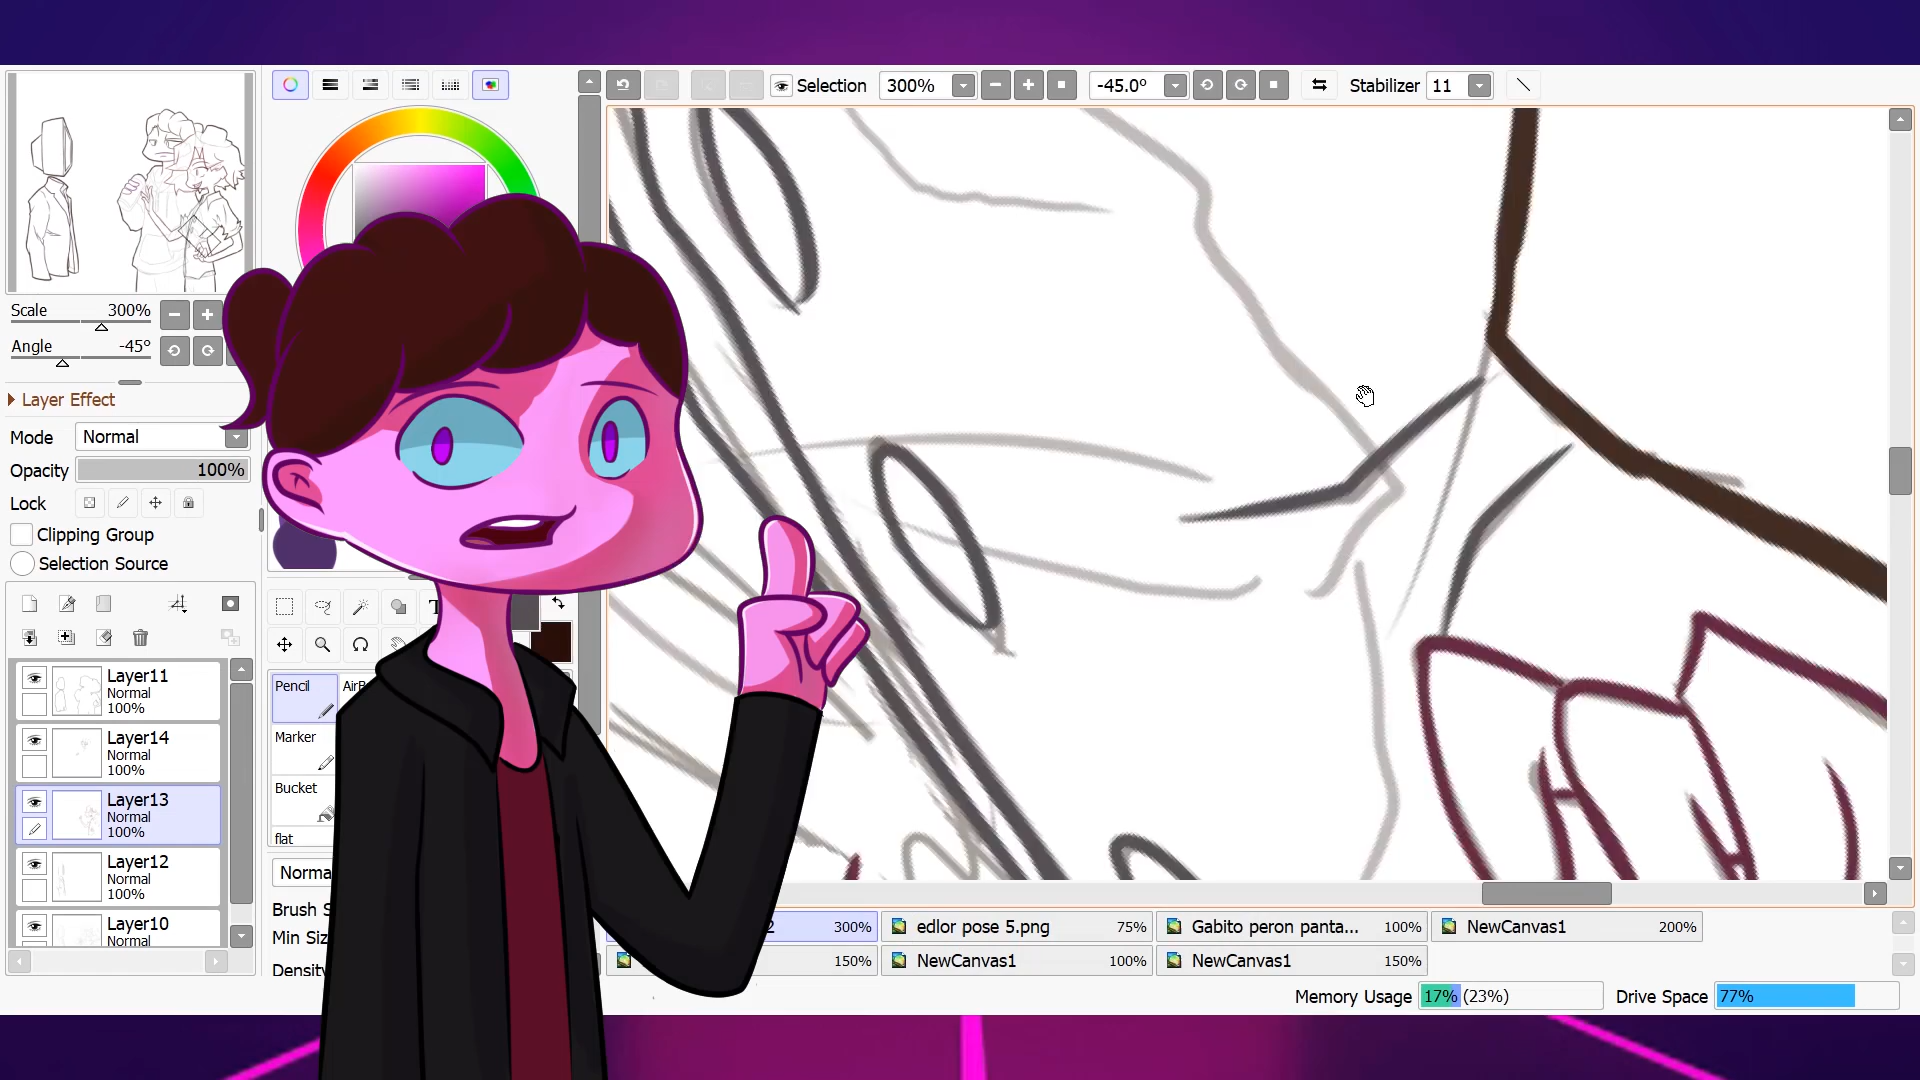 Selection 300% -45.0º Stabilizer 11
Scale 300%
Angle -45°
Layer Effect
Mode Normal
Opacity 100%
Lock
Clipping Group
Selection Source
Layer11
Normal
100%
Layer14
Normal
100%
Layer13
Normal
100%
Layer12
Normal
100%
Layer10
Normal
T
Pencil
Marker
Bucket
flat
Norma
Brush S
Min Siz
Density
2 300%
edlor pose 5.png 75%
Gabito peron panta... 100%
NewCanvas1 200%
150%
NewCanvas1 100%
NewCanvas1 150%
Memory Usage 17% (23%) Drive Space 77%